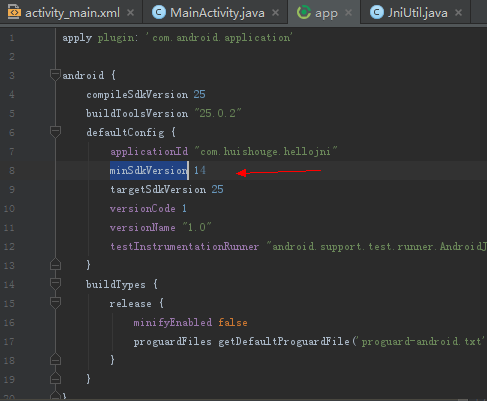 activity_main.xml MainActivity.java app JniUtil.java
1 apply plugin: 'com.android.application'
2
3 android {
4 compileSdkVersion 25
5 buildToolsVersion "25.0.2"
6 defaultConfig {
7 applicationId "com.huishouge.hellojni"
8 minSdkVersion 14
9 targetSdkVersion 25
10 versionCode 1
11 versionName "1.0"
12 testInstrumentationRunner "android.support.test.runner.AndroidJ
13 }
14 buildTypes {
15 release {
16 minifyEnabled false
17 proguardFiles getDefaultProguardFile('proguard-android.txt'
18 }
19 }
20 }